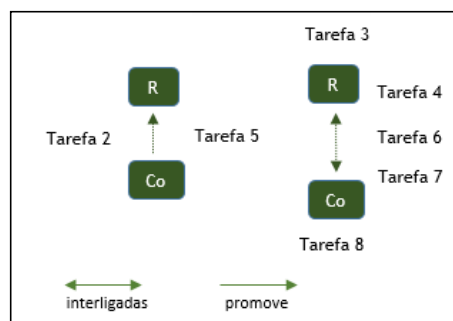 Tarefa 3
R
R
Tarefa 4
Tarefa 2
Tarefa 5
Tarefa 6
Co
Tarefa 7
Co
Tarefa 8
interligadas
promove